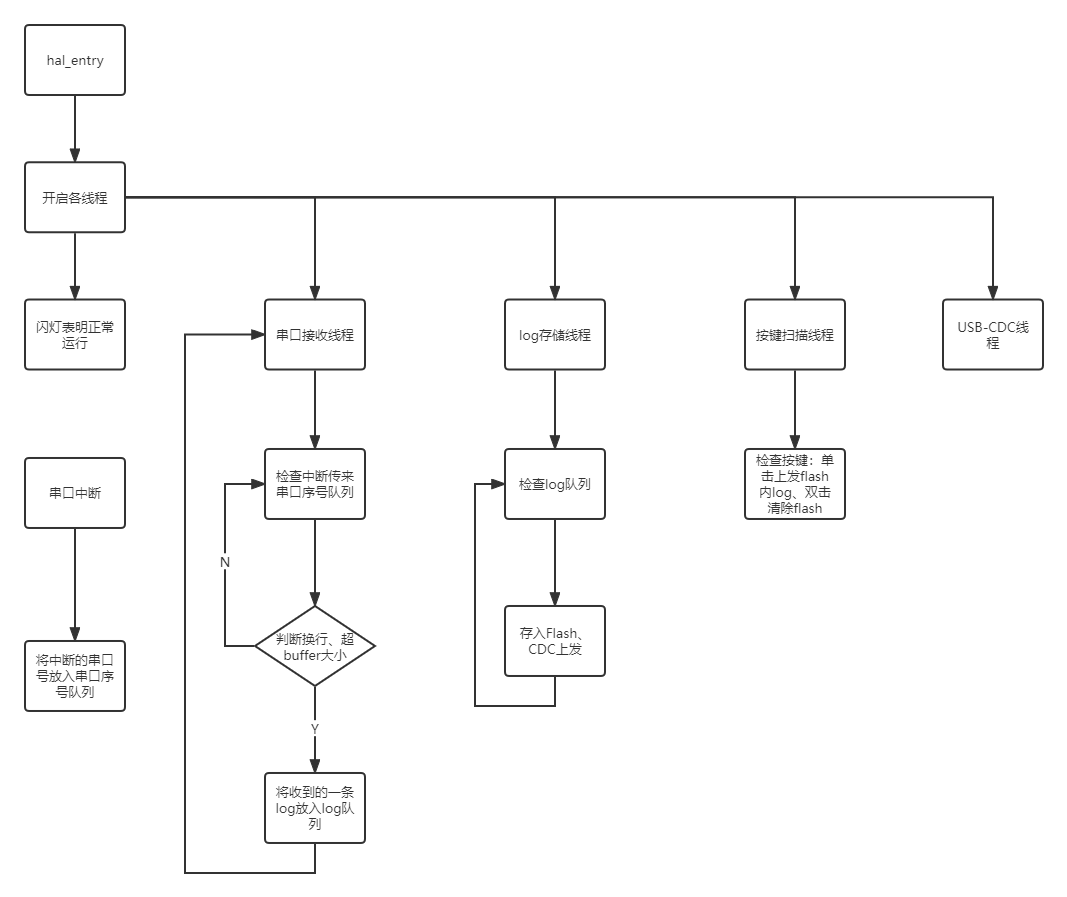 hal_entry
开启各线程
闪灯表明正常
运行
串口接收线程
log存储线程
按键扫描线程
USB-CDC线
程
串口中断
检查中断传来
串口序号队列
检查log队列
检查按键：单
击上发flash
内log、双击
清除flash
N
将中断的串口
号放入串口序
号队列
判断换行、超
buffer大小
存入Flash、
CDC上发
Y
将收到的一条
log放入log队
列